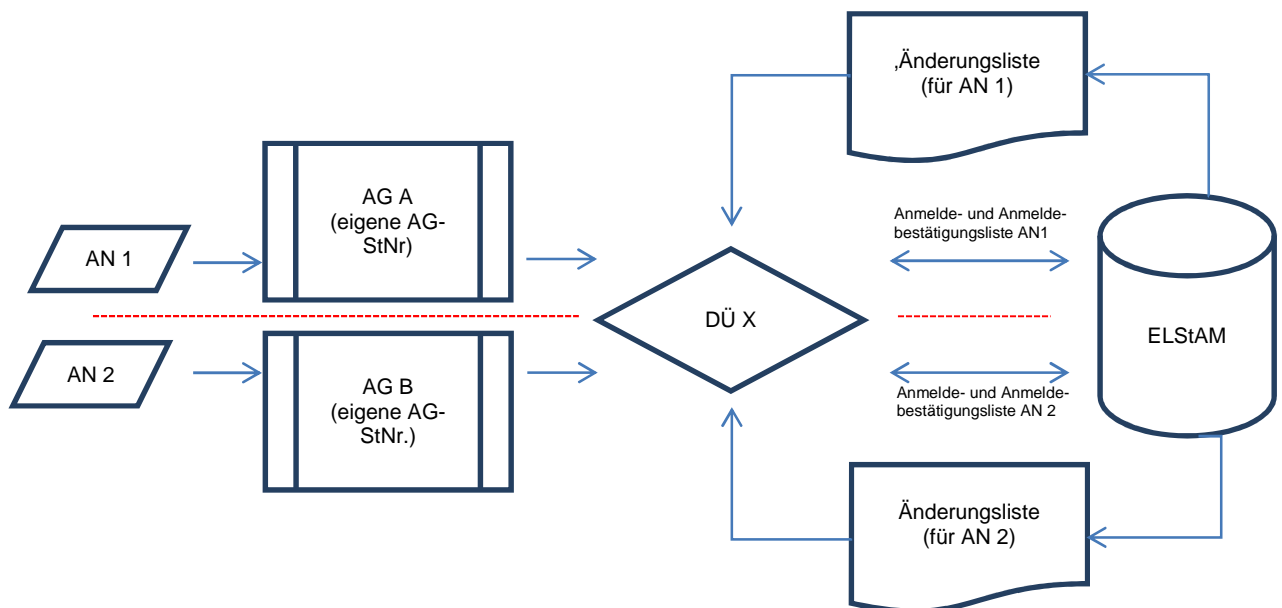 ‚Änderungsliste
(für AN 1)
AG A
(eigene AG-
StNr)
AN 1
Anmelde- und Anmelde-
bestätigungsliste AN1
DÜ X
ELStAM
AN 2
AG B
(eigene AG-
StNr.)
Anmelde- und Anmelde-
bestätigungsliste AN 2
Änderungsliste
(für AN 2)